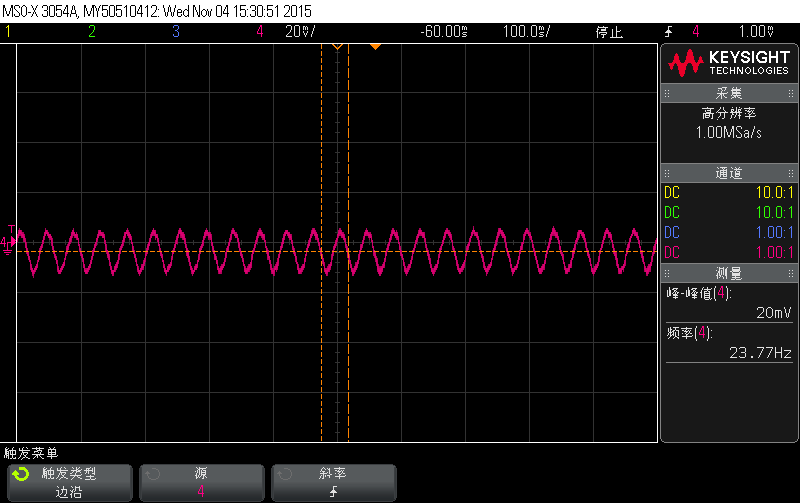 MSO-X 3054A, MY50510412: Wed Nov 04 15:30:51 2015
1 2 3 4 20mV/ -60.00ms 100.0ms/ 停止 4 1.00V
KEYSIGHT
TECHNOLOGIES
采集
高分辨率
1.00MSa/s
通道
DC 10.0:1
DC 10.0:1
DC 1.00:1
DC 1.00:1
测量
峰-峰值(4):
20mV
频率(4):
23.77Hz
T
4
触发菜单
触发类型
边沿
源
4
斜率